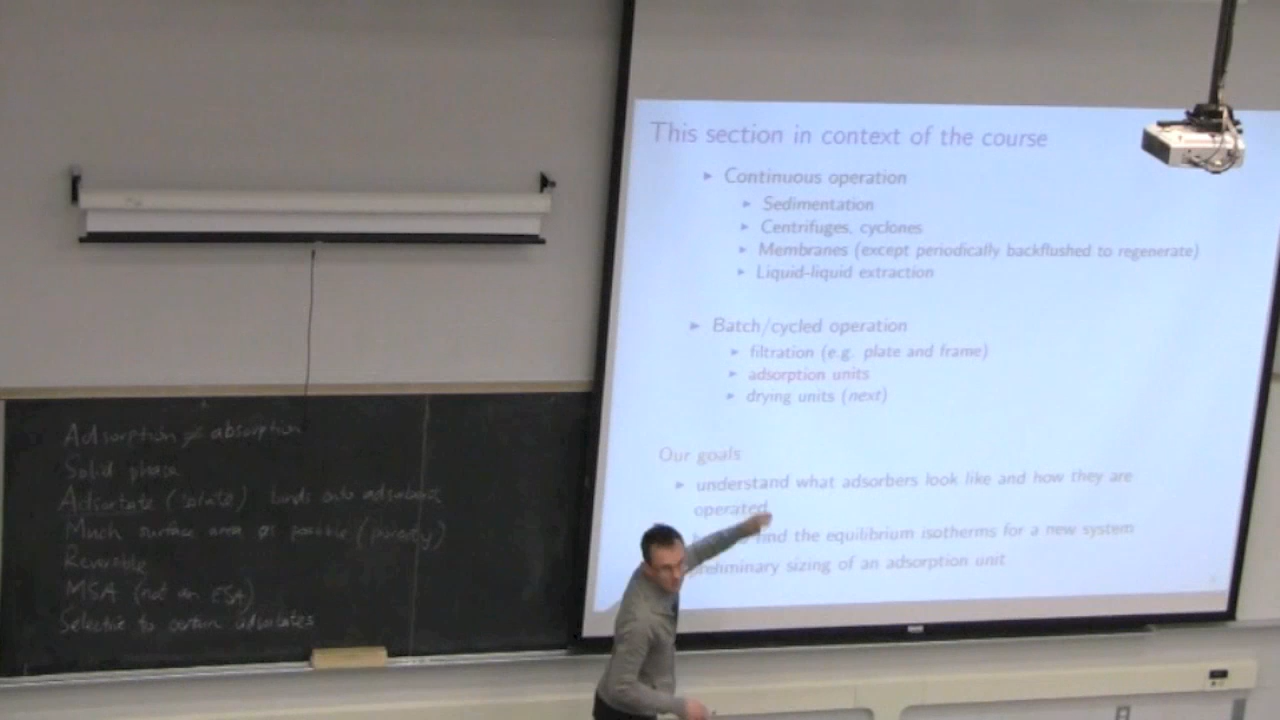 Adsorption ≠ absorption
Solid phase
Adsorbate (solute) binds onto adsorbent
Much surface area as possible (porosity)
Reversible
MSA (not an ESA)
Selective to certain adsorbates
This section in context of the course
▶ Continuous operation
▶ Sedimentation
▶ Centrifuges, cyclones
▶ Membranes (except periodically backflushed to regenerate)
▶ Liquid-liquid extraction
▶ Batch/cycled operation
▶ filtration (e.g. plate and frame)
▶ adsorption units
▶ drying units (next)
Our goals
▶ understand what adsorbers look like and how they are
operated
find the equilibrium isotherms for a new system
preliminary sizing of an adsorption unit